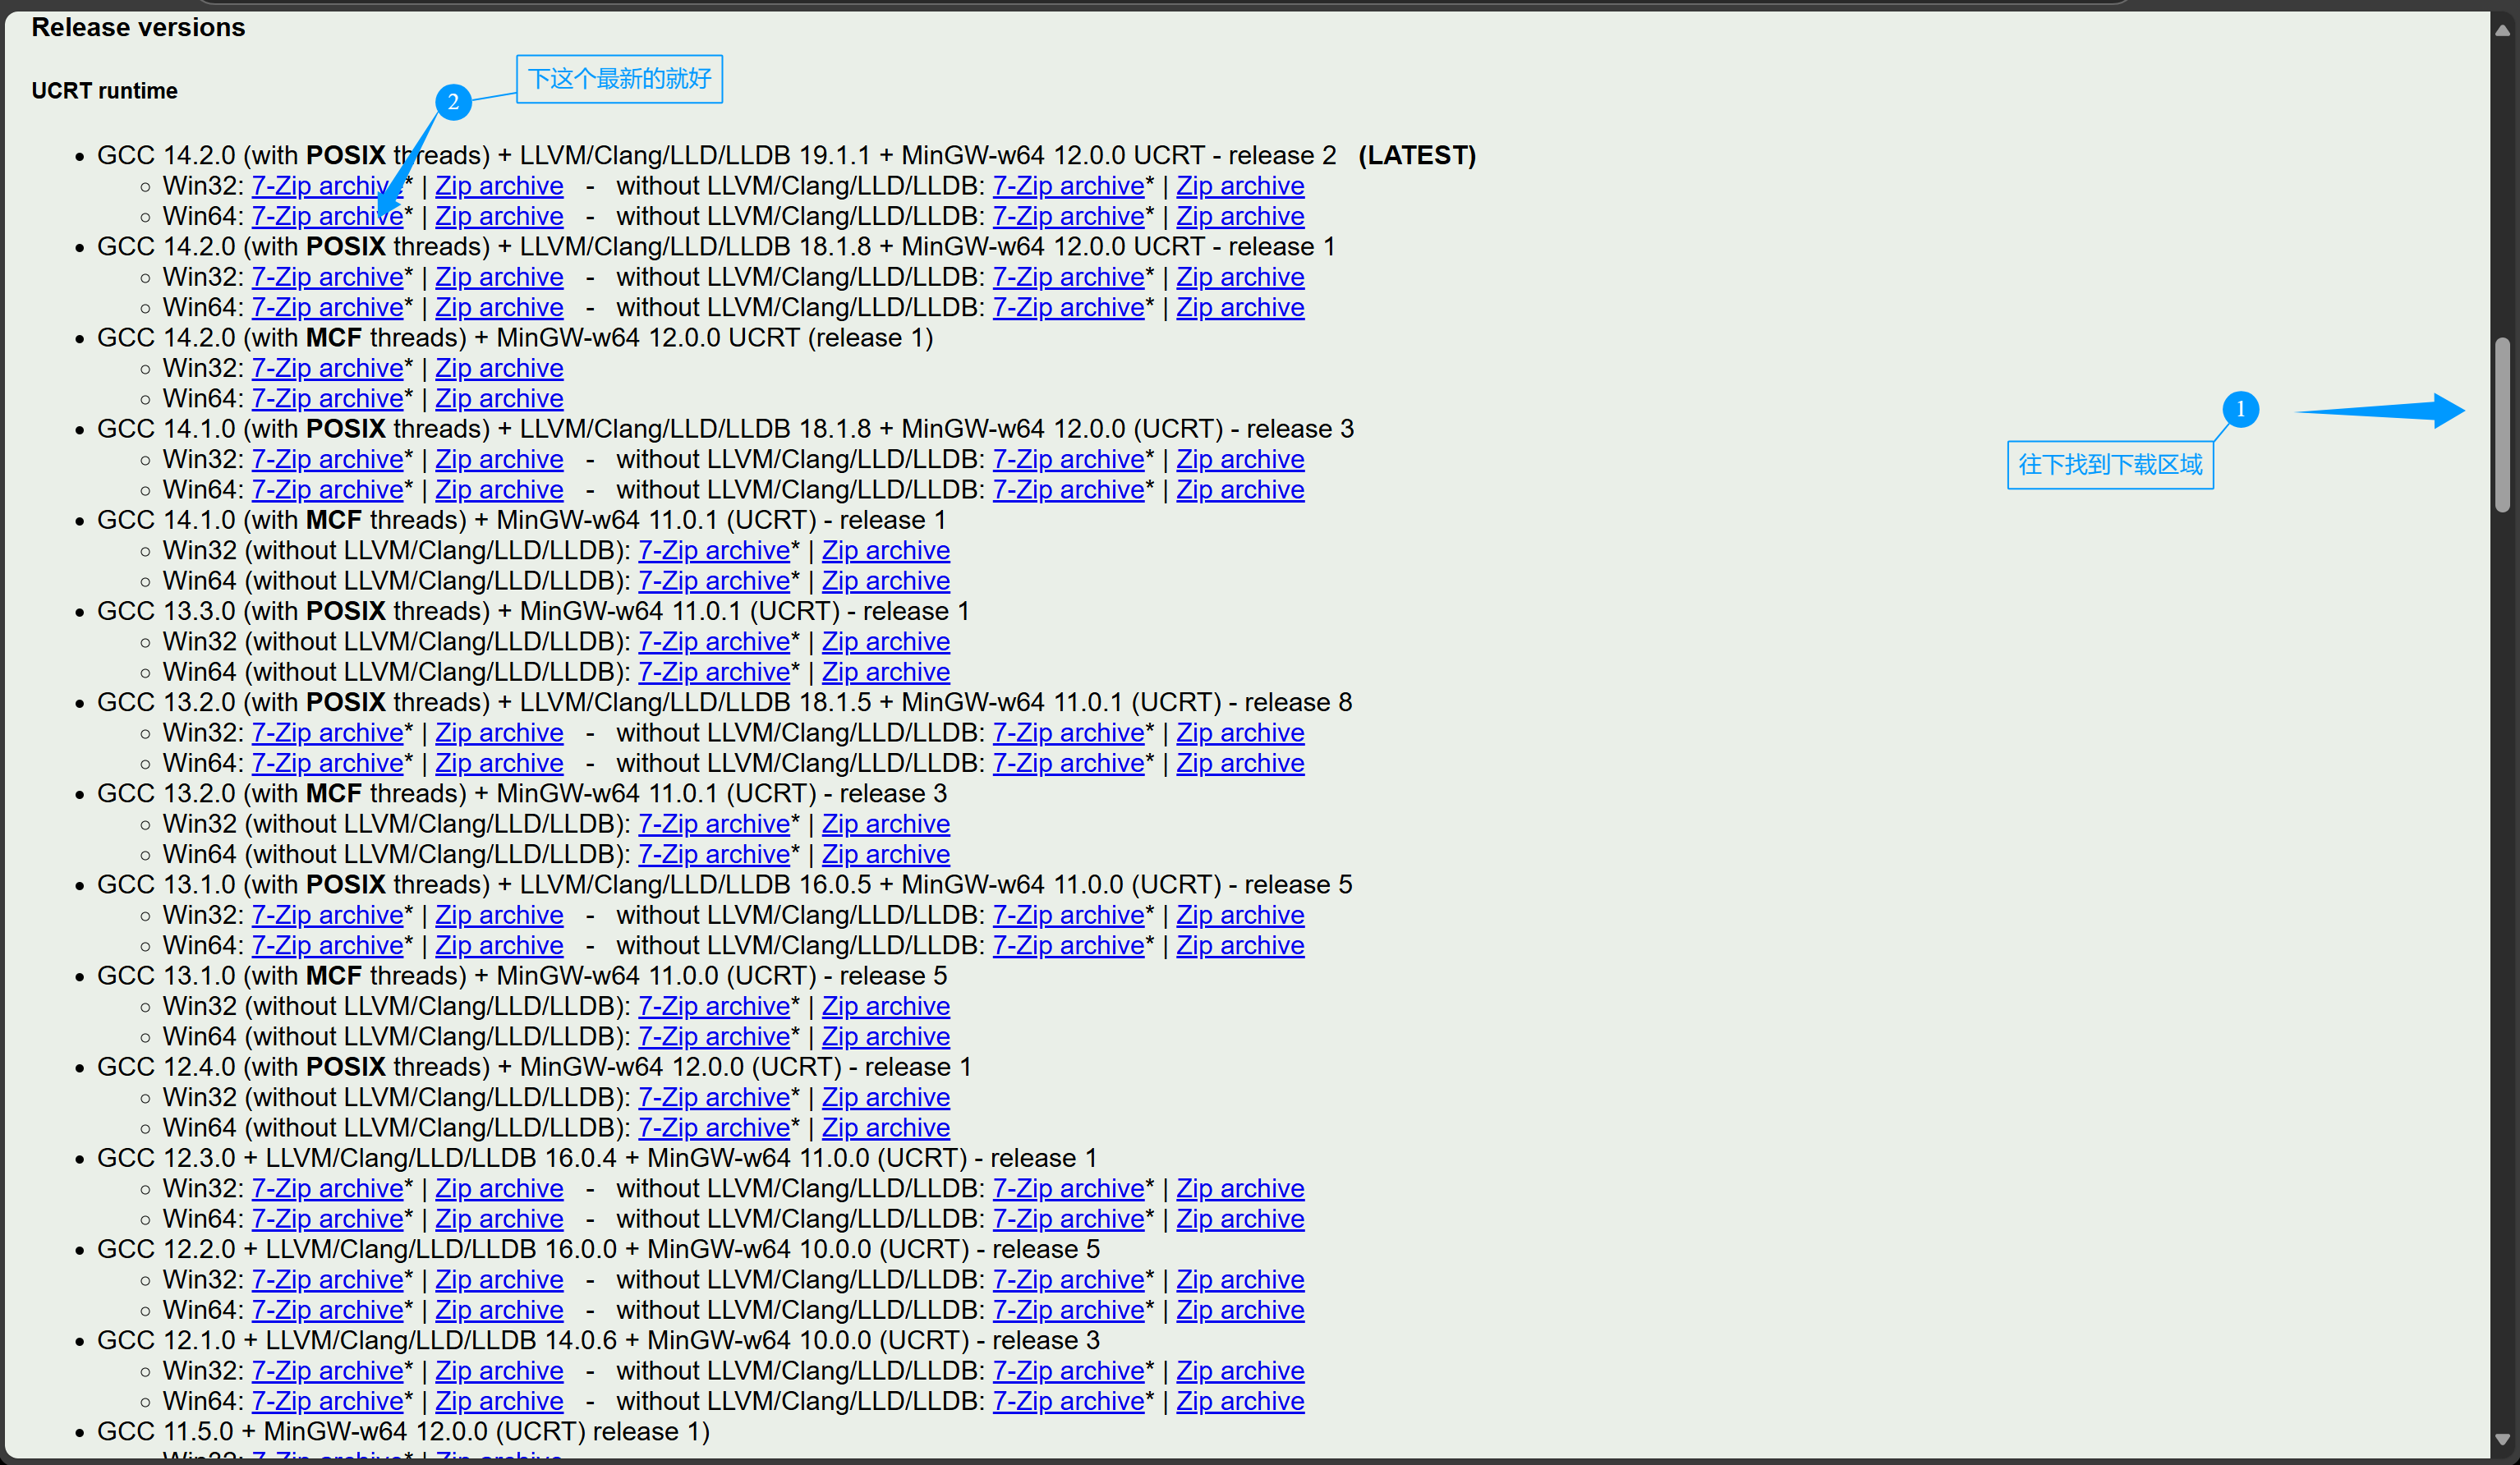 Release versions
下这个最新的就好
2
UCRT runtime
GCC 14.2.0 (with POSIX threads) + LLVM/Clang/LLD/LLDB 19.1.1 + MinGW-w64 12.0.0 UCRT - release 2 (LATEST)
Win32: 7-Zip archive* | Zip archive - without LLVM/Clang/LLD/LLDB: 7-Zip archive* | Zip archive
Win64: 7-Zip archive* | Zip archive - without LLVM/Clang/LLD/LLDB: 7-Zip archive* | Zip archive
GCC 14.2.0 (with POSIX threads) + LLVM/Clang/LLD/LLDB 18.1.8 + MinGW-w64 12.0.0 UCRT - release 1
Win32: 7-Zip archive* | Zip archive - without LLVM/Clang/LLD/LLDB: 7-Zip archive* | Zip archive
Win64: 7-Zip archive* | Zip archive - without LLVM/Clang/LLD/LLDB: 7-Zip archive* | Zip archive
GCC 14.2.0 (with MCF threads) + MinGW-w64 12.0.0 UCRT (release 1)
Win32: 7-Zip archive* | Zip archive
Win64: 7-Zip archive* | Zip archive
1
GCC 14.1.0 (with POSIX threads) + LLVM/Clang/LLD/LLDB 18.1.8 + MinGW-w64 12.0.0 (UCRT) - release 3
Win32: 7-Zip archive* | Zip archive - without LLVM/Clang/LLD/LLDB: 7-Zip archive* | Zip archive
往下找到下载区域
Win64: 7-Zip archive* | Zip archive - without LLVM/Clang/LLD/LLDB: 7-Zip archive* | Zip archive
GCC 14.1.0 (with MCF threads) + MinGW-w64 11.0.1 (UCRT) - release 1
Win32 (without LLVM/Clang/LLD/LLDB): 7-Zip archive* | Zip archive
Win64 (without LLVM/Clang/LLD/LLDB): 7-Zip archive* | Zip archive
GCC 13.3.0 (with POSIX threads) + MinGW-w64 11.0.1 (UCRT) - release 1
Win32 (without LLVM/Clang/LLD/LLDB): 7-Zip archive* | Zip archive
Win64 (without LLVM/Clang/LLD/LLDB): 7-Zip archive* | Zip archive
GCC 13.2.0 (with POSIX threads) + LLVM/Clang/LLD/LLDB 18.1.5 + MinGW-w64 11.0.1 (UCRT) - release 8
Win32: 7-Zip archive* | Zip archive - without LLVM/Clang/LLD/LLDB: 7-Zip archive* | Zip archive
Win64: 7-Zip archive* | Zip archive - without LLVM/Clang/LLD/LLDB: 7-Zip archive* | Zip archive
GCC 13.2.0 (with MCF threads) + MinGW-w64 11.0.1 (UCRT) - release 3
Win32 (without LLVM/Clang/LLD/LLDB): 7-Zip archive* | Zip archive
Win64 (without LLVM/Clang/LLD/LLDB): 7-Zip archive* | Zip archive
GCC 13.1.0 (with POSIX threads) + LLVM/Clang/LLD/LLDB 16.0.5 + MinGW-w64 11.0.0 (UCRT) - release 5
Win32: 7-Zip archive* | Zip archive - without LLVM/Clang/LLD/LLDB: 7-Zip archive* | Zip archive
Win64: 7-Zip archive* | Zip archive - without LLVM/Clang/LLD/LLDB: 7-Zip archive* | Zip archive
GCC 13.1.0 (with MCF threads) + MinGW-w64 11.0.0 (UCRT) - release 5
Win32 (without LLVM/Clang/LLD/LLDB): 7-Zip archive* | Zip archive
Win64 (without LLVM/Clang/LLD/LLDB): 7-Zip archive* | Zip archive
GCC 12.4.0 (with POSIX threads) + MinGW-w64 12.0.0 (UCRT) - release 1
Win32 (without LLVM/Clang/LLD/LLDB): 7-Zip archive* | Zip archive
Win64 (without LLVM/Clang/LLD/LLDB): 7-Zip archive* | Zip archive
GCC 12.3.0 + LLVM/Clang/LLD/LLDB 16.0.4 + MinGW-w64 11.0.0 (UCRT) - release 1
Win32: 7-Zip archive* | Zip archive - without LLVM/Clang/LLD/LLDB: 7-Zip archive* | Zip archive
Win64: 7-Zip archive* | Zip archive - without LLVM/Clang/LLD/LLDB: 7-Zip archive* | Zip archive
GCC 12.2.0 + LLVM/Clang/LLD/LLDB 16.0.0 + MinGW-w64 10.0.0 (UCRT) - release 5
Win32: 7-Zip archive* | Zip archive - without LLVM/Clang/LLD/LLDB: 7-Zip archive* | Zip archive
Win64: 7-Zip archive* | Zip archive - without LLVM/Clang/LLD/LLDB: 7-Zip archive* | Zip archive
GCC 12.1.0 + LLVM/Clang/LLD/LLDB 14.0.6 + MinGW-w64 10.0.0 (UCRT) - release 3
Win32: 7-Zip archive* | Zip archive - without LLVM/Clang/LLD/LLDB: 7-Zip archive* | Zip archive
Win64: 7-Zip archive* | Zip archive - without LLVM/Clang/LLD/LLDB: 7-Zip archive* | Zip archive
GCC 11.5.0 + MinGW-w64 12.0.0 (UCRT) release 1)
Win32: 7-Zip archive* | Zip archive